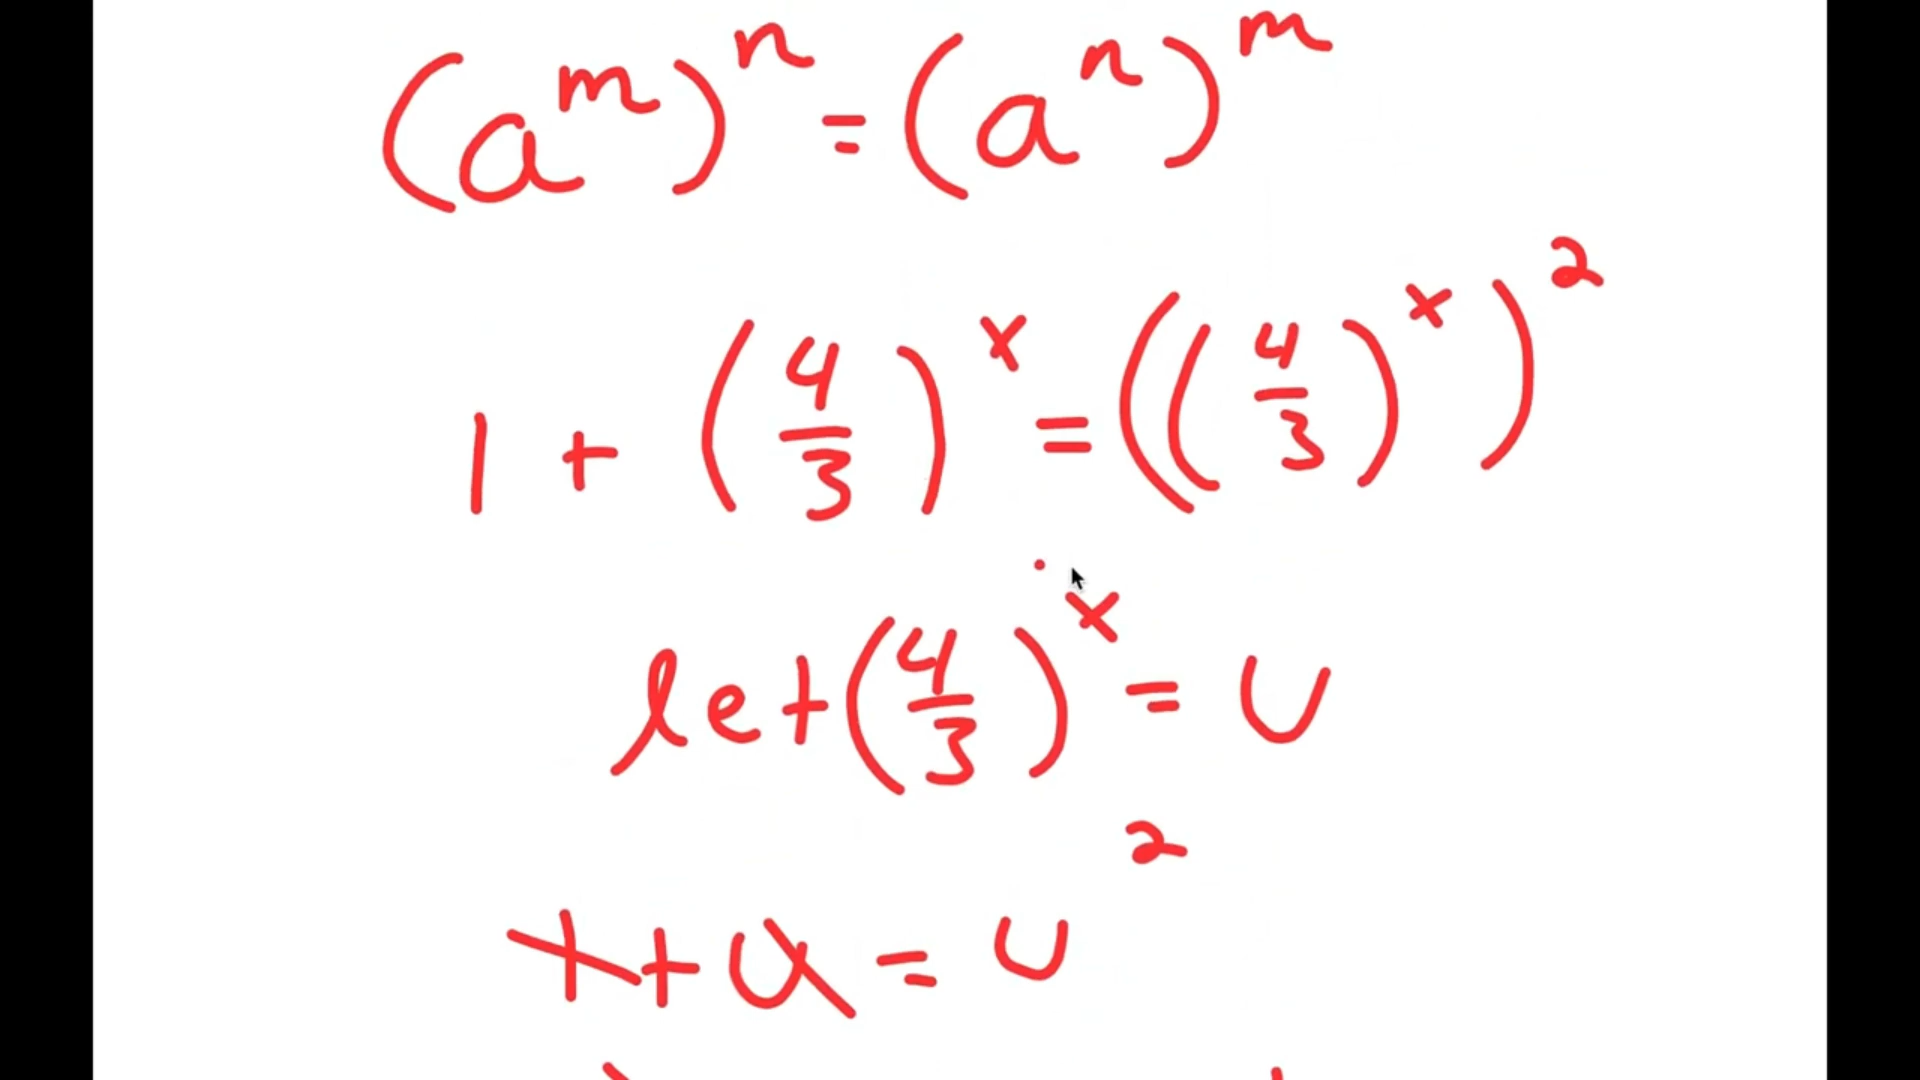 (a^m)^n = (a^n)^m
1 + (4/3)^x = ((4/3)^x)^2
let (4/3)^x = U
1 + U = U^2